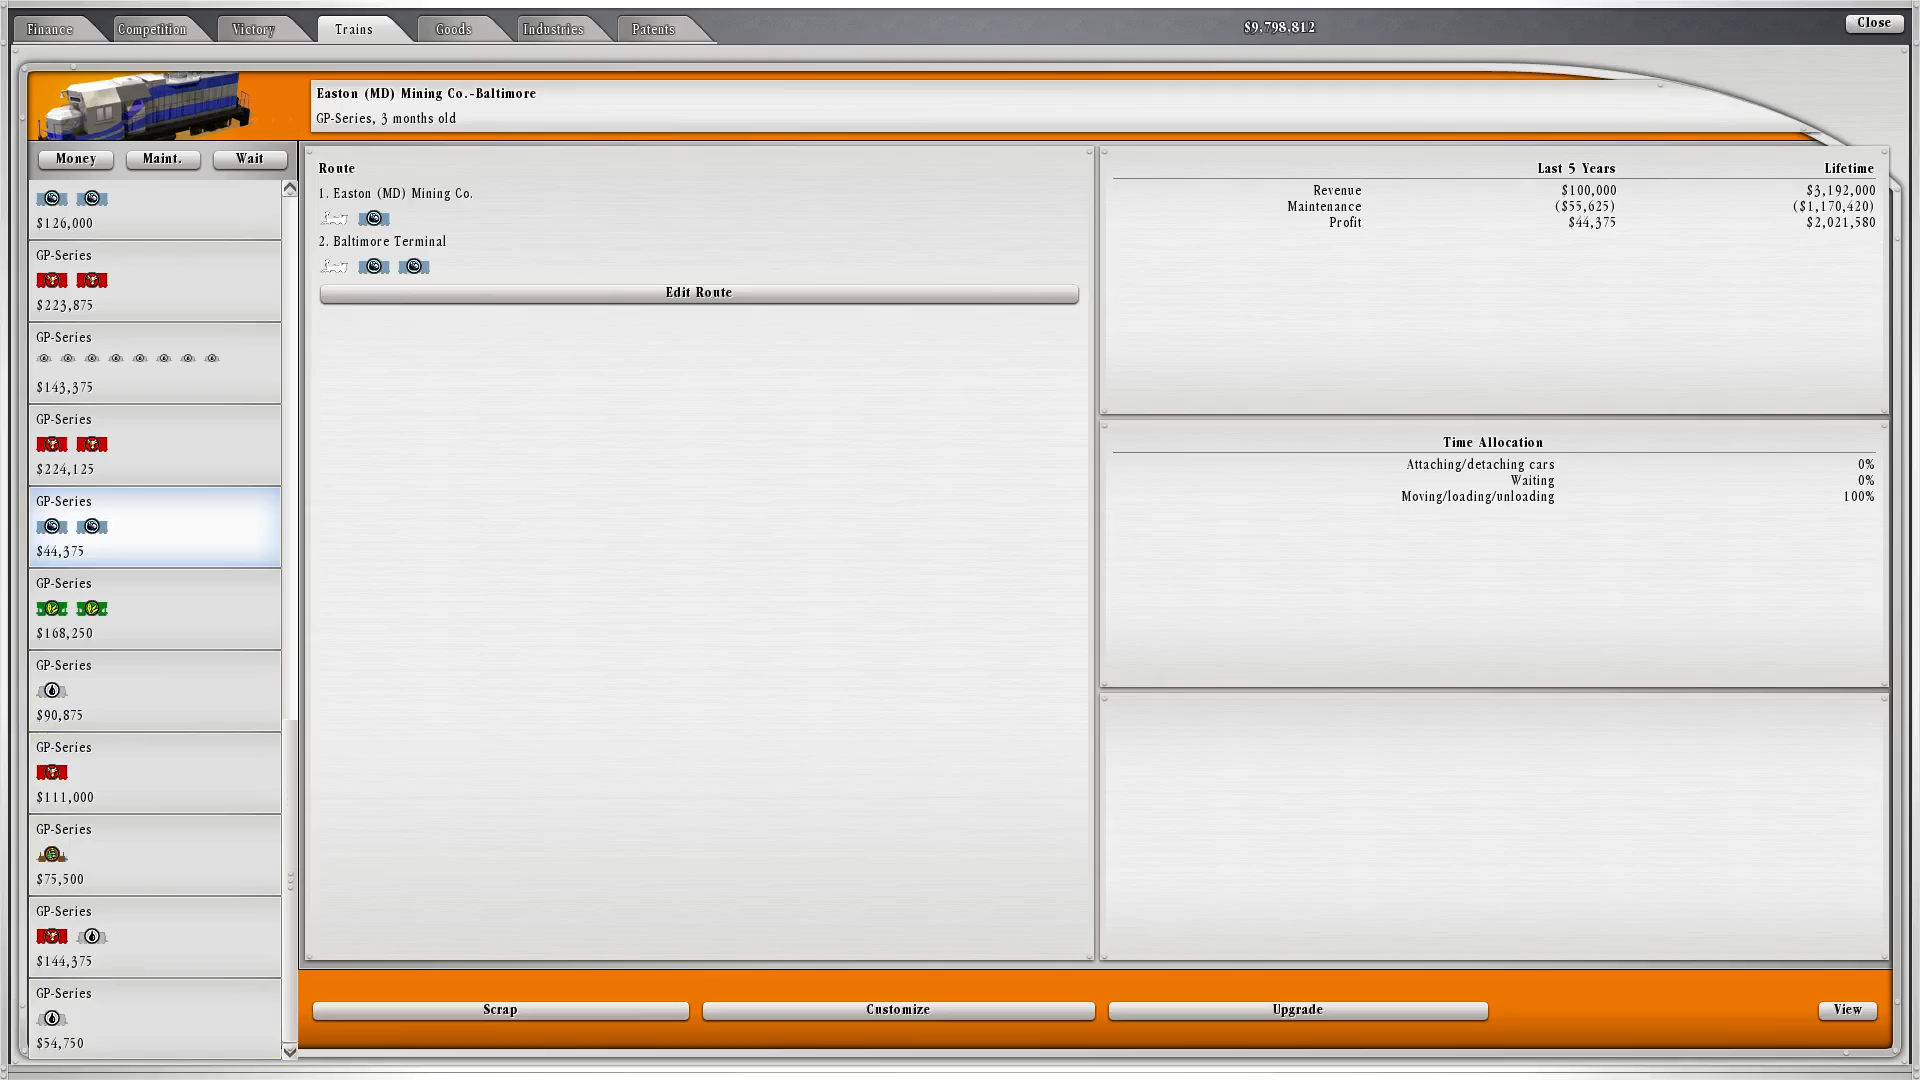 Finance
Competition
Victory
Trains
Goods
Industries
Patents
$9,798,812
Close
Easton (MD) Mining Co.-Baltimore
GP-Series, 3 months old
Money
Maint.
Wait
$126,000
GP-Series
$223,875
GP-Series
$143,375
GP-Series
$224,125
GP-Series
$44,375
GP-Series
$168,250
GP-Series
$90,875
GP-Series
$111,000
GP-Series
$75,500
GP-Series
$144,375
GP-Series
$54,750
Route
1. Easton (MD) Mining Co.
2. Baltimore Terminal
Edit Route
Last 5 Years Lifetime
Revenue $100,000 $3,192,000
Maintenance ($55,625) ($1,170,420)
Profit $44,375 $2,021,580
Time Allocation
Attaching/detaching cars 0%
Waiting 0%
Moving/loading/unloading 100%
Scrap
Customize
Upgrade
View